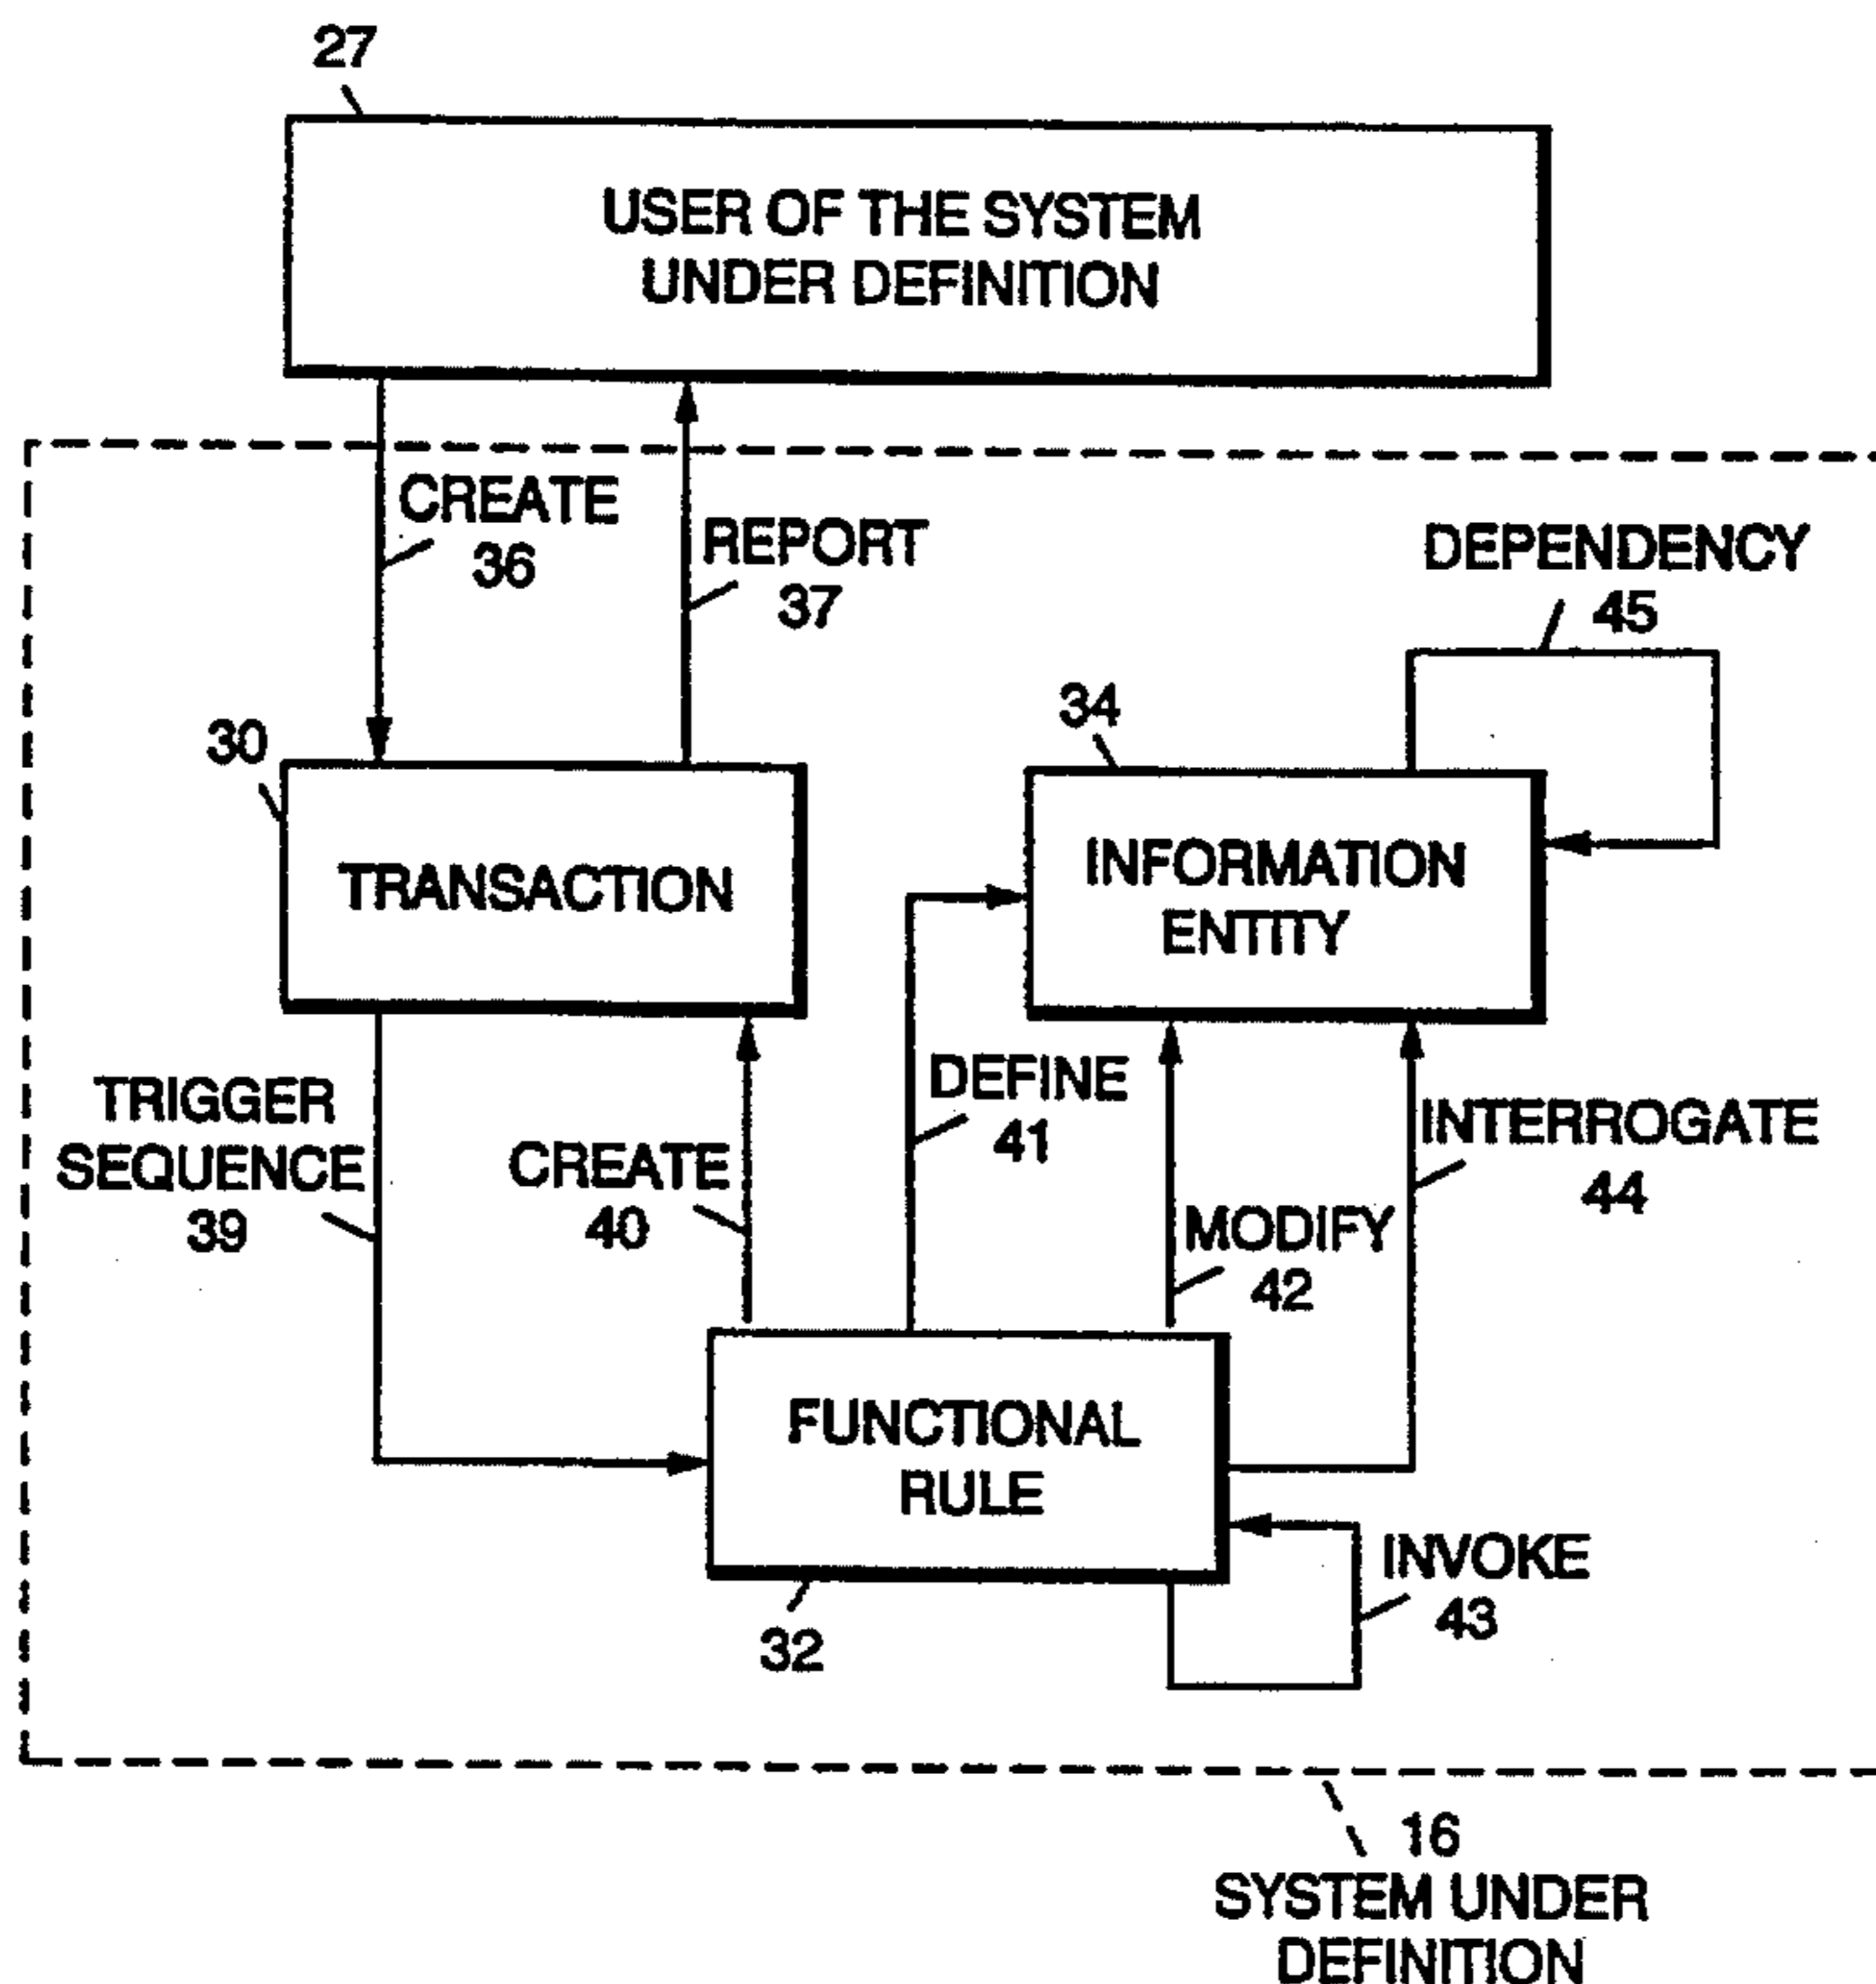 27
USER OF THE SYSTEM
UNDER DEFINITION
CREATE
36
REPORT
37
DEPENDENCY
45
30
34
TRANSACTION
INFORMATION
ENTITY
TRIGGER
SEQUENCE
39
CREATE
40
DEFINE
41
MODIFY
42
INTERROGATE
44
FUNCTIONAL
RULE
32
INVOKE
43
16
SYSTEM UNDER
DEFINITION